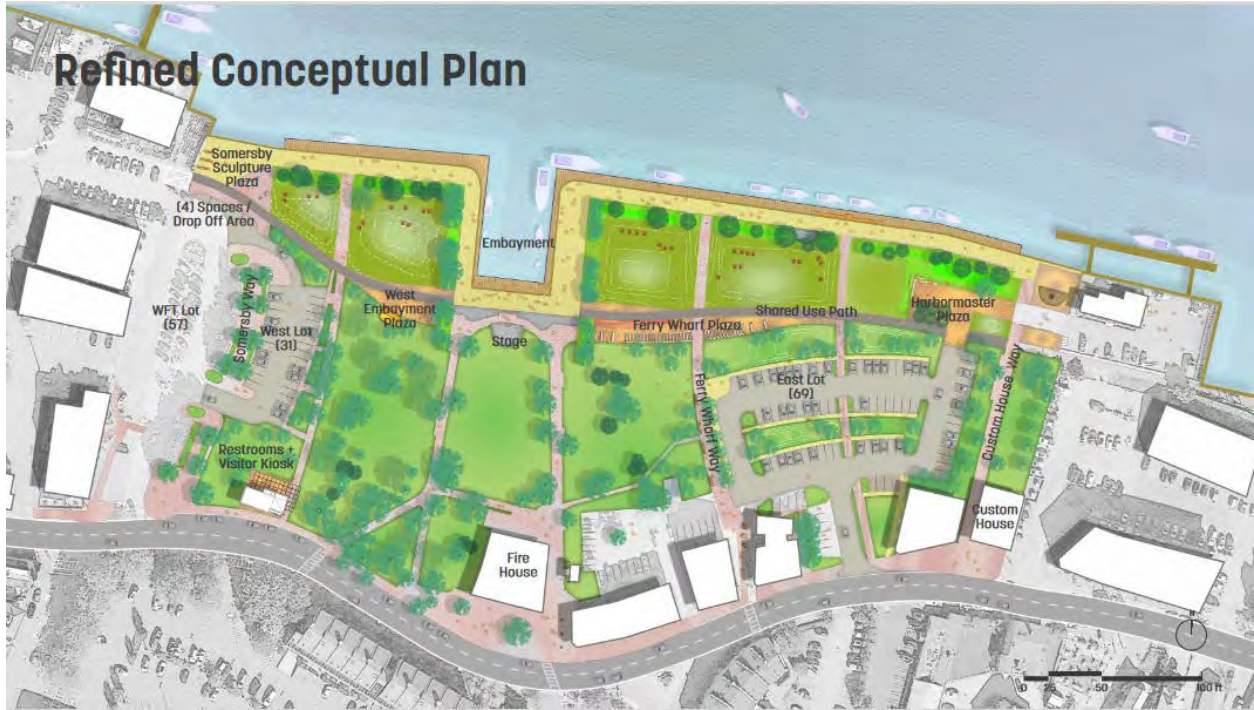 Refined Conceptual Plan
Somersby
Sculpture
Plaza
(4) Spaces /
Drop Off Area
Embayment
WFT Lot
(57)
Somersby Way
West Lot
(31)
West
Embayment
Plaza
Stage
Ferry Wharf Plaza
Shared Use Path
Harbormaster
Plaza
Ferry Wharf Way
East Lot
(69)
Custom House Way
Restrooms +
Visitor Kiosk
Fire
House
Custom
House
N
0 25 50 100 ft